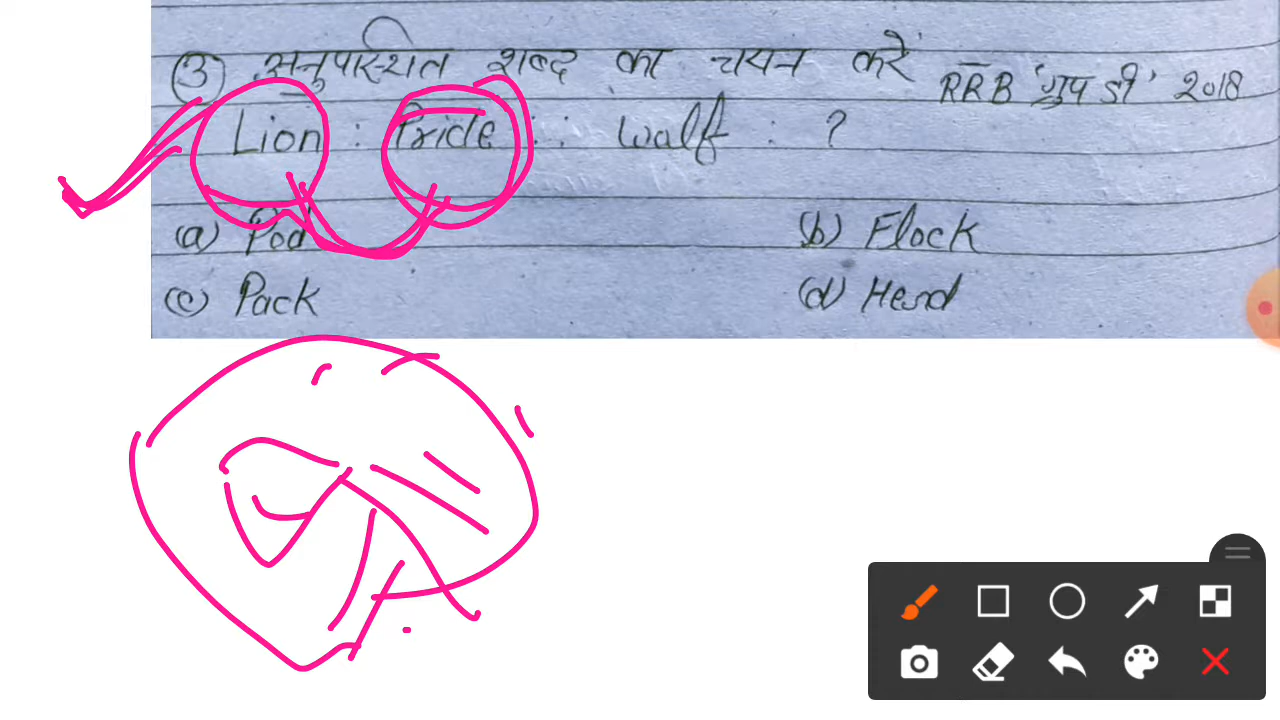 3 अनुपस्थित शब्द का चयन करें RRB 'ग्रुप डी' 2018
Lion : Pride :: Walf : ?
(a) Pod (b) Flock
(c) Pack (d) Herd